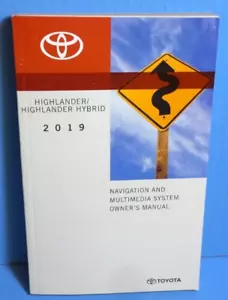 HIGHLANDER/
HIGHLANDER HYBRID
2019
NAVIGATION AND
MULTIMEDIA SYSTEM
OWNER'S MANUAL
TOYOTA